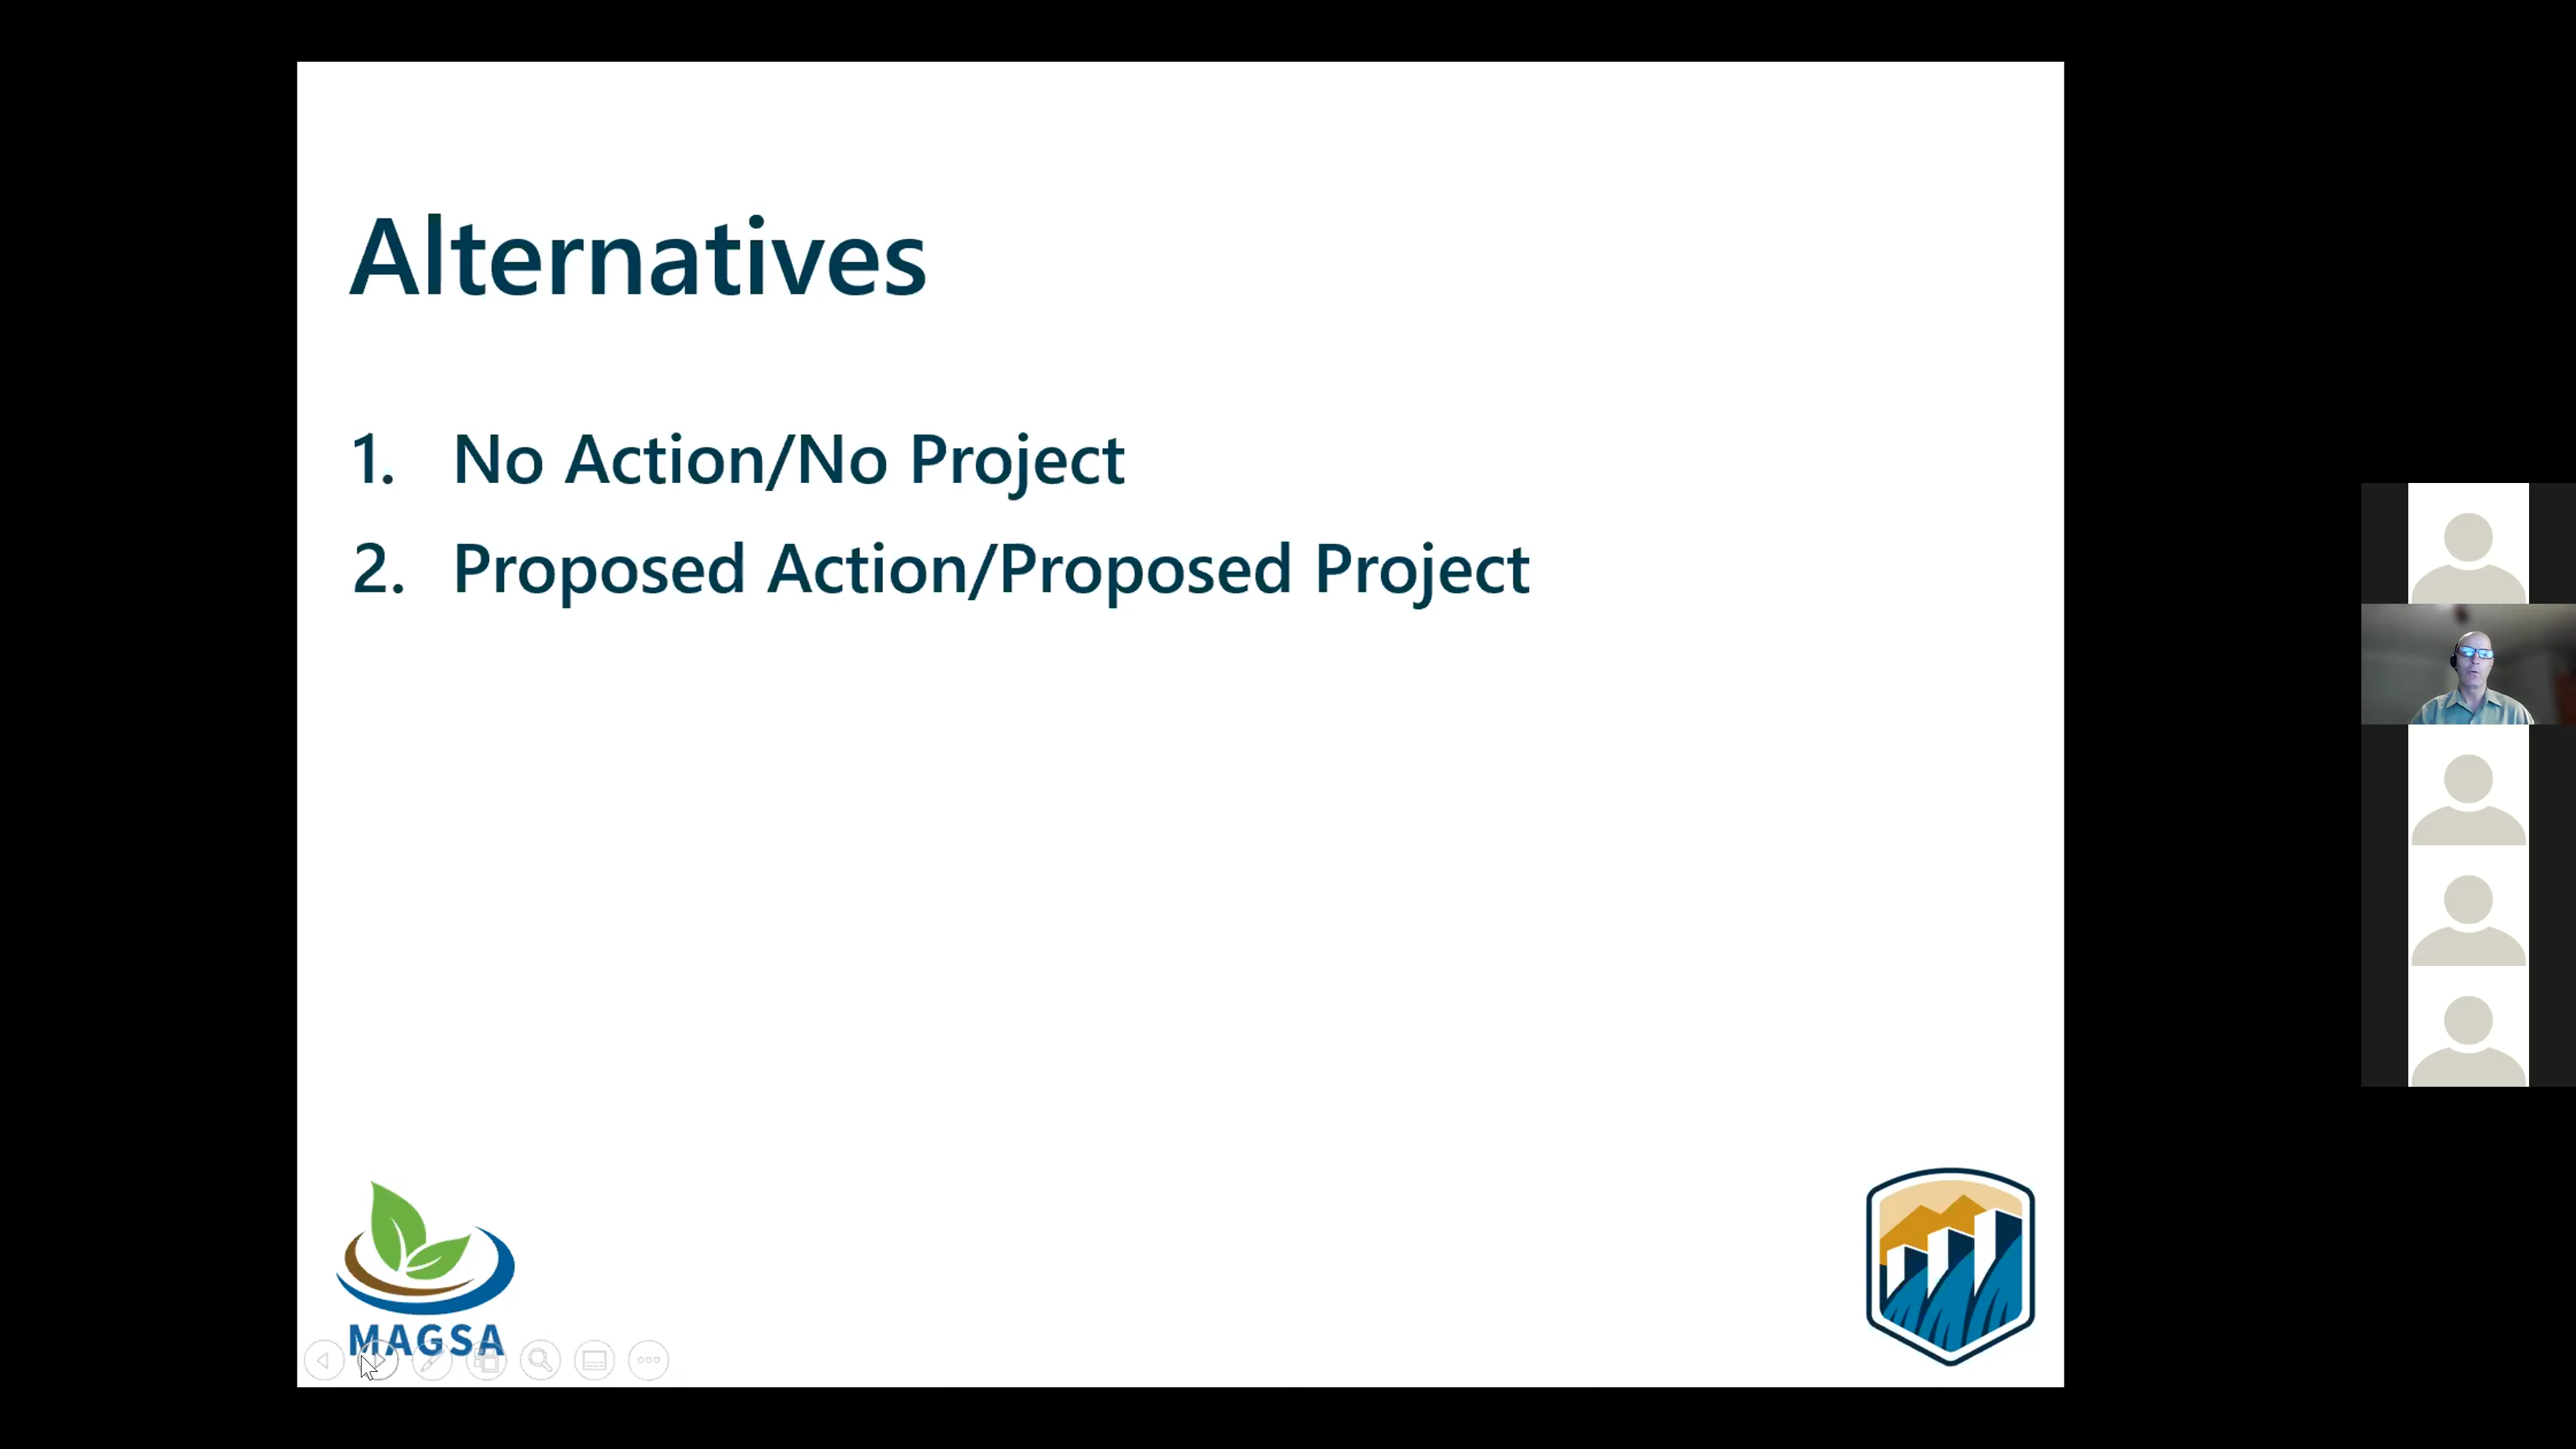 Alternatives
1. No Action/No Project
2. Proposed Action/Proposed Project
MAGSA